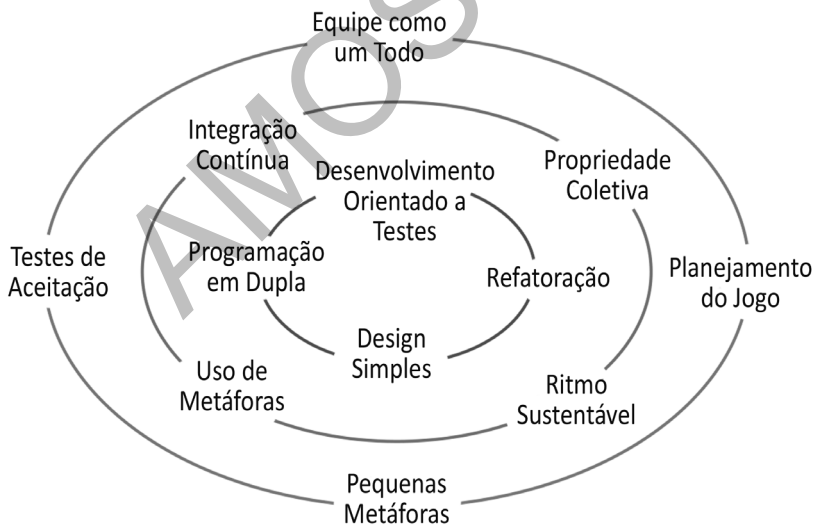 Equipe como
um Todo
Integração
Contínua
Propriedade
Coletiva
Desenvolvimento
Orientado a
Testes
Testes de
Aceitação
Programação
em Dupla
Refatoração
Planejamento
do Jogo
Design
Simples
Uso de
Metáforas
Ritmo
Sustentável
Pequenas
Metáforas
AMOS